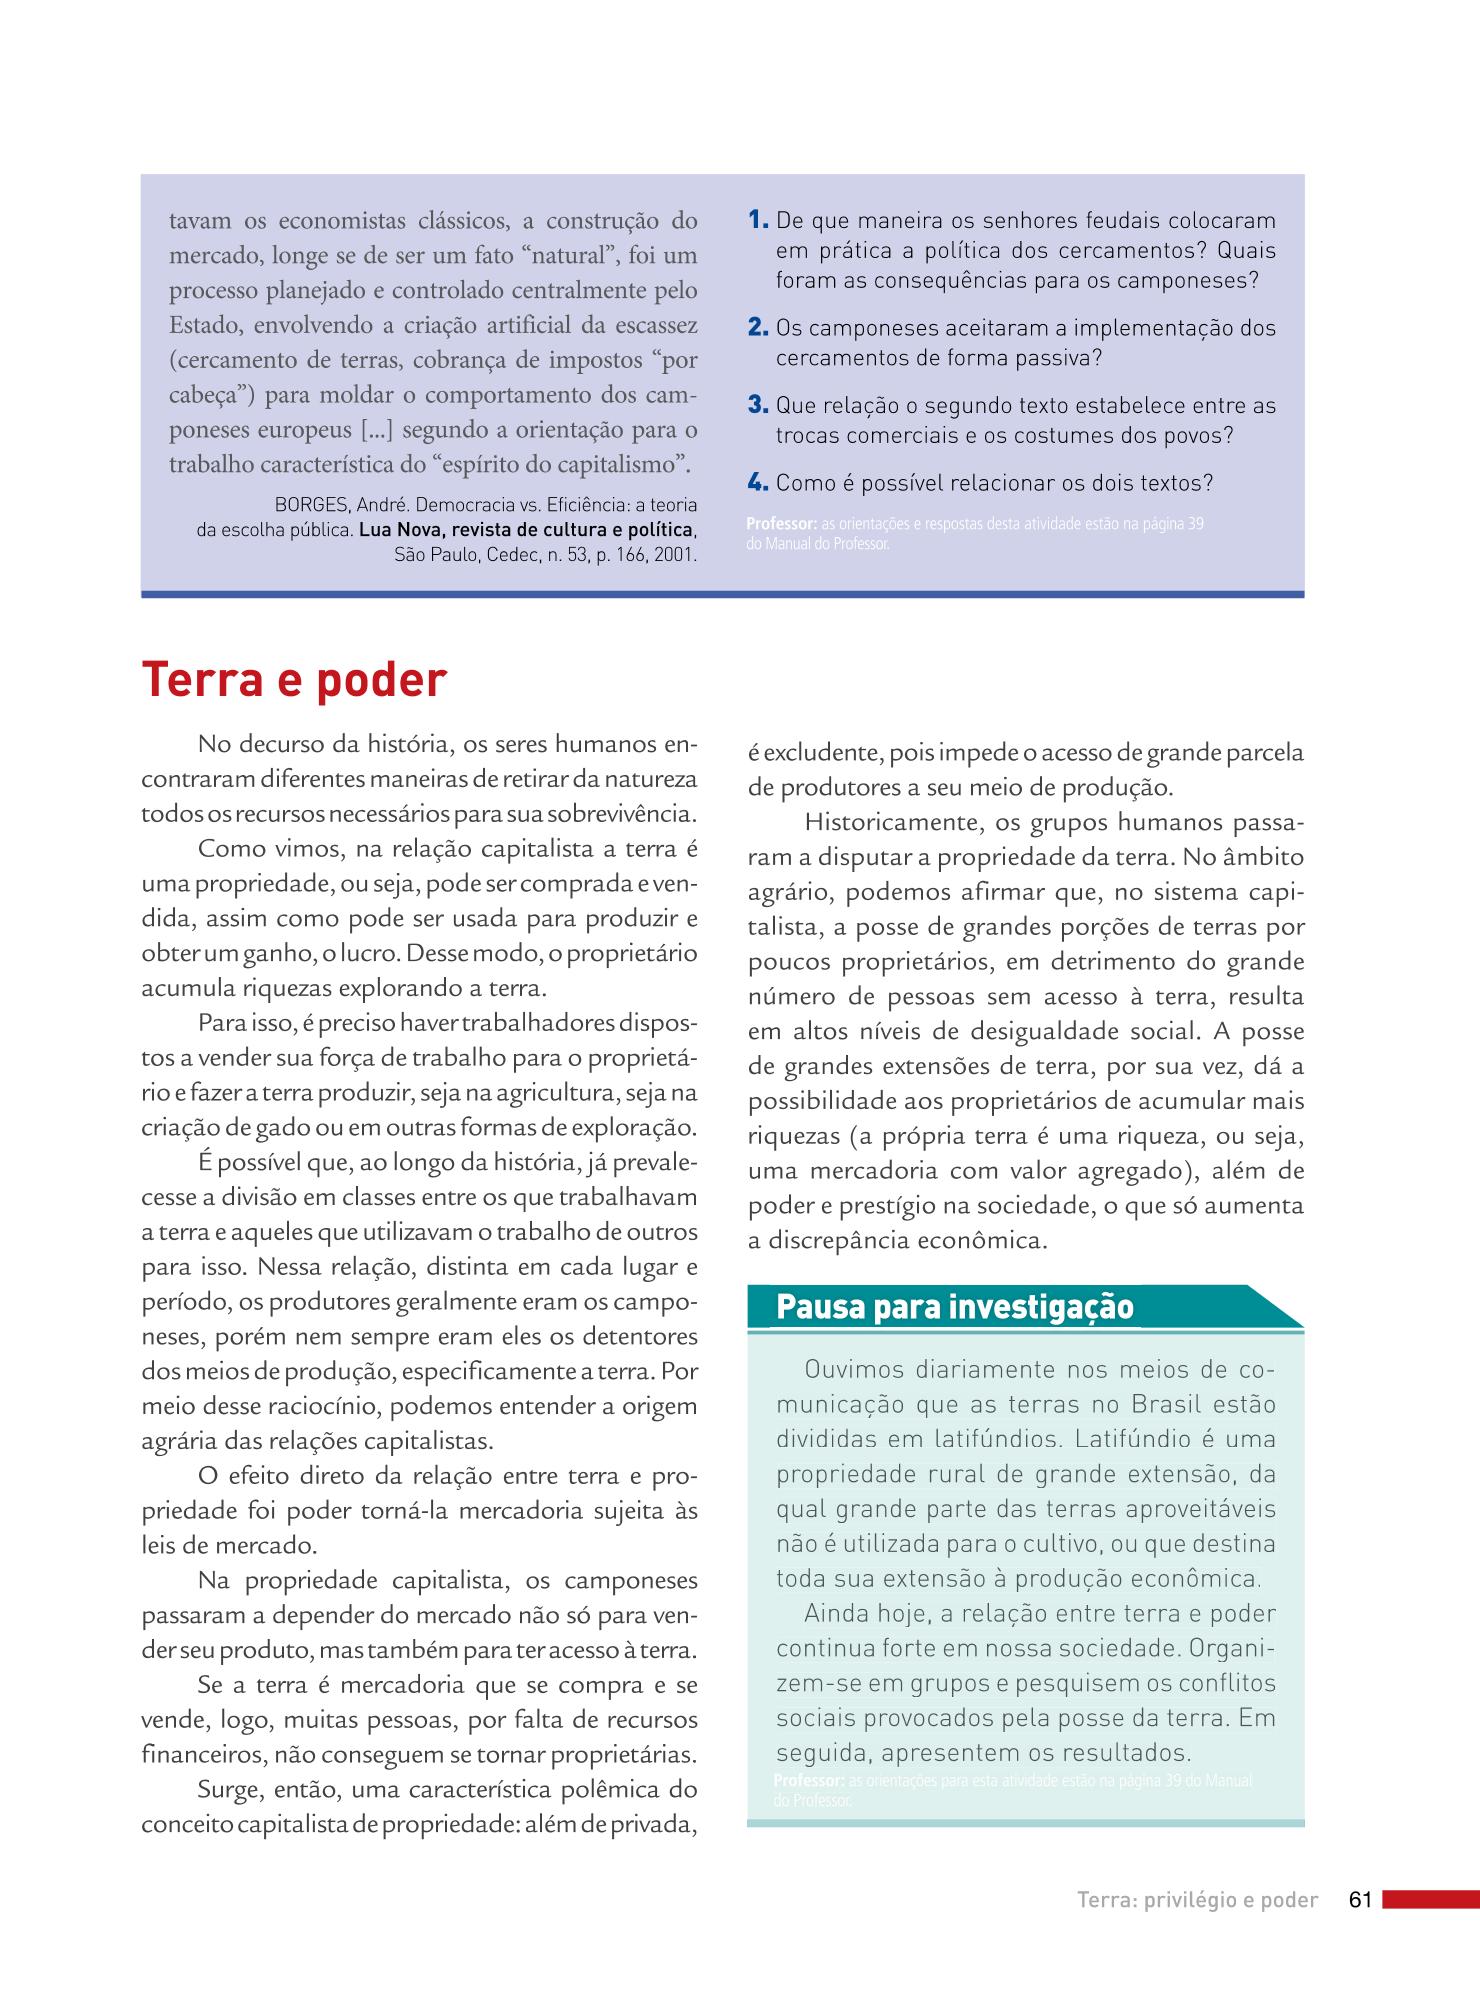 tavam os economistas clássicos, a construção do
mercado, longe se de ser um fato “natural”, foi um
processo planejado e controlado centralmente pelo
Estado, envolvendo a criação artificial da escassez
(cercamento de terras, cobrança de impostos “por
cabeça”) para moldar o comportamento dos cam-
poneses europeus [...] segundo a orientação para o
trabalho característica do “espírito do capitalismo”.
BORGES, André. Democracia vs. Eficiência: a teoria
da escolha pública. Lua Nova, revista de cultura e política,
São Paulo, Cedec, n. 53, p. 166, 2001.
1. De que maneira os senhores feudais colocaram
em prática a política dos cercamentos? Quais
foram as consequências para os camponeses?
2. Os camponeses aceitaram a implementação dos
cercamentos de forma passiva?
3. Que relação o segundo texto estabelece entre as
trocas comerciais e os costumes dos povos?
4. Como é possível relacionar os dois textos?
Professor: as orientações e respostas desta atividade estão na página 39
do Manual do Professor.
Terra e poder
No decurso da história, os seres humanos en-
contraram diferentes maneiras de retirar da natureza
todos os recursos necessários para sua sobrevivência.
Como vimos, na relação capitalista a terra é
uma propriedade, ou seja, pode ser comprada e ven-
dida, assim como pode ser usada para produzir e
obter um ganho, o lucro. Desse modo, o proprietário
acumula riquezas explorando a terra.
Para isso, é preciso haver trabalhadores dispos-
tos a vender sua força de trabalho para o proprietá-
rio e fazer a terra produzir, seja na agricultura, seja na
criação de gado ou em outras formas de exploração.
É possível que, ao longo da história, já prevale-
cesse a divisão em classes entre os que trabalhavam
a terra e aqueles que utilizavam o trabalho de outros
para isso. Nessa relação, distinta em cada lugar e
período, os produtores geralmente eram os campo-
neses, porém nem sempre eram eles os detentores
dos meios de produção, especificamente a terra. Por
meio desse raciocínio, podemos entender a origem
agrária das relações capitalistas.
O efeito direto da relação entre terra e pro-
priedade foi poder torná-la mercadoria sujeita às
leis de mercado.
Na propriedade capitalista, os camponeses
passaram a depender do mercado não só para ven-
der seu produto, mas também para ter acesso à terra.
Se a terra é mercadoria que se compra e se
vende, logo, muitas pessoas, por falta de recursos
financeiros, não conseguem se tornar proprietárias.
Surge, então, uma característica polêmica do
conceito capitalista de propriedade: além de privada,
é excludente, pois impede o acesso de grande parcela
de produtores a seu meio de produção.
Historicamente, os grupos humanos passa-
ram a disputar a propriedade da terra. No âmbito
agrário, podemos afirmar que, no sistema capi-
talista, a posse de grandes porções de terras por
poucos proprietários, em detrimento do grande
número de pessoas sem acesso à terra, resulta
em altos níveis de desigualdade social. A posse
de grandes extensões de terra, por sua vez, dá a
possibilidade aos proprietários de acumular mais
riquezas (a própria terra é uma riqueza, ou seja,
uma mercadoria com valor agregado), além de
poder e prestígio na sociedade, o que só aumenta
a discrepância econômica.
Pausa para investigação
Ouvimos diariamente nos meios de co-
municação que as terras no Brasil estão
divididas em latifúndios. Latifúndio é uma
propriedade rural de grande extensão, da
qual grande parte das terras aproveitáveis
não é utilizada para o cultivo, ou que destina
toda sua extensão à produção econômica.
Ainda hoje, a relação entre terra e poder
continua forte em nossa sociedade. Organi-
zem-se em grupos e pesquisem os conflitos
sociais provocados pela posse da terra. Em
seguida, apresentem os resultados.
Professor: as orientações para esta atividade estão na página 39 do Manual
do Professor.
Terra: privilégio e poder 61